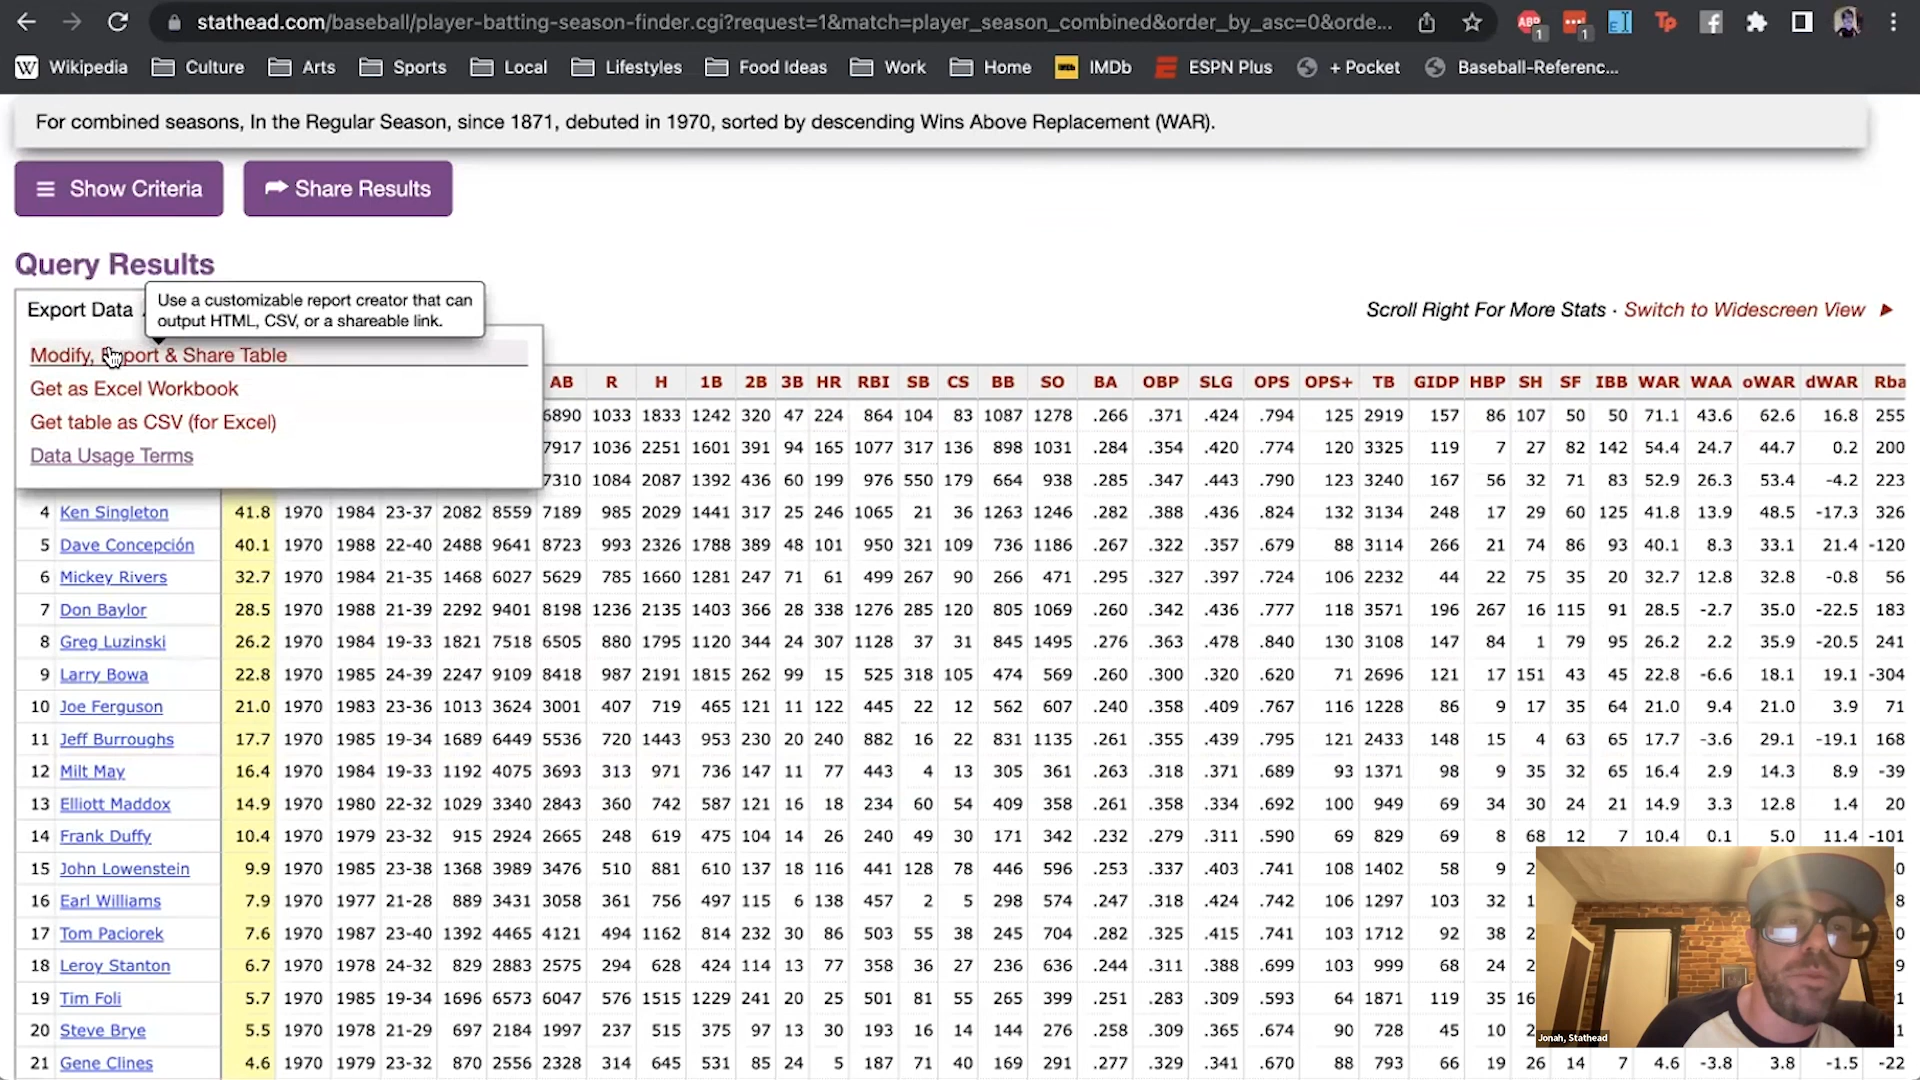 stathead.com/baseball/player-batting-season-finder.cgi?request=1&match=player_season_combined&order_by_asc=0&orde...
ABP 1 1 Tp
W Wikipedia Culture Arts Sports Local Lifestyles Food Ideas Work Home IMDb ESPN Plus + Pocket Baseball-Referenc...
For combined seasons, In the Regular Season, since 1871, debuted in 1970, sorted by descending Wins Above Replacement (WAR).
Show Criteria Share Results
Query Results
Export Data
Use a customizable report creator that can
output HTML, CSV, or a shareable link.
Scroll Right For More Stats · Switch to Widescreen View ▶
Modify, Export & Share Table
Get as Excel Workbook
Get table as CSV (for Excel)
Data Usage Terms
AB R H 1B 2B 3B HR RBI SB CS BB SO BA OBP SLG OPS OPS+ TB GIDP HBP SH SF IBB WAR WAA oWAR dWAR Rba
6890 1033 1833 1242 320 47 224 864 104 83 1087 1278 .266 .371 .424 .794 125 2919 157 86 107 50 50 71.1 43.6 62.6 16.8 255
7917 1036 2251 1601 391 94 165 1077 317 136 898 1031 .284 .354 .420 .774 120 3325 119 7 27 82 142 54.4 24.7 44.7 0.2 200
7310 1084 2087 1392 436 60 199 976 550 179 664 938 .285 .347 .443 .790 123 3240 167 56 32 71 83 52.9 26.3 53.4 -4.2 223
4 Ken Singleton 41.8 1970 1984 23-37 2082 8559 7189 985 2029 1441 317 25 246 1065 21 36 1263 1246 .282 .388 .436 .824 132 3134 248 17 29 60 125 41.8 13.9 48.5 -17.3 326
5 Dave Concepción 40.1 1970 1988 22-40 2488 9641 8723 993 2326 1788 389 48 101 950 321 109 736 1186 .267 .322 .357 .679 88 3114 266 21 74 86 93 40.1 8.3 33.1 21.4 -120
6 Mickey Rivers 32.7 1970 1984 21-35 1468 6027 5629 785 1660 1281 247 71 61 499 267 90 266 471 .295 .327 .397 .724 106 2232 44 22 75 35 20 32.7 12.8 32.8 -0.8 56
7 Don Baylor 28.5 1970 1988 21-39 2292 9401 8198 1236 2135 1403 366 28 338 1276 285 120 805 1069 .260 .342 .436 .777 118 3571 196 267 16 115 91 28.5 -2.7 35.0 -22.5 183
8 Greg Luzinski 26.2 1970 1984 19-33 1821 7518 6505 880 1795 1120 344 24 307 1128 37 31 845 1495 .276 .363 .478 .840 130 3108 147 84 1 79 95 26.2 2.2 35.9 -20.5 241
9 Larry Bowa 22.8 1970 1985 24-39 2247 9109 8418 987 2191 1815 262 99 15 525 318 105 474 569 .260 .300 .320 .620 71 2696 121 17 151 43 45 22.8 -6.6 18.1 19.1 -304
10 Joe Ferguson 21.0 1970 1983 23-36 1013 3624 3001 407 719 465 121 11 122 445 22 12 562 607 .240 .358 .409 .767 116 1228 86 9 17 35 64 21.0 9.4 21.0 3.9 71
11 Jeff Burroughs 17.7 1970 1985 19-34 1689 6449 5536 720 1443 953 230 20 240 882 16 22 831 1135 .261 .355 .439 .795 121 2433 148 15 4 63 65 17.7 -3.6 29.1 -19.1 168
12 Milt May 16.4 1970 1984 19-33 1192 4075 3693 313 971 736 147 11 77 443 4 13 305 361 .263 .318 .371 .689 93 1371 98 9 35 32 65 16.4 2.9 14.3 8.9 -39
13 Elliott Maddox 14.9 1970 1980 22-32 1029 3340 2843 360 742 587 121 16 18 234 60 54 409 358 .261 .358 .334 .692 100 949 69 34 30 24 21 14.9 3.3 12.8 1.4 20
14 Frank Duffy 10.4 1970 1979 23-32 915 2924 2665 248 619 475 104 14 26 240 49 30 171 342 .232 .279 .311 .590 69 829 69 8 68 12 7 10.4 0.1 5.0 11.4 -101
15 John Lowenstein 9.9 1970 1985 23-38 1368 3989 3476 510 881 610 137 18 116 441 128 78 446 596 .253 .337 .403 .741 108 1402 58 9 2 0
16 Earl Williams 7.9 1970 1977 21-28 889 3431 3058 361 756 497 115 6 138 457 2 5 298 574 .247 .318 .424 .742 106 1297 103 32 1 8
17 Tom Paciorek 7.6 1970 1987 23-40 1392 4465 4121 494 1162 814 232 30 86 503 55 38 245 704 .282 .325 .415 .741 103 1712 92 38 2 0
18 Leroy Stanton 6.7 1970 1978 24-32 829 2883 2575 294 628 424 114 13 77 358 36 27 236 636 .244 .311 .388 .699 103 999 68 24 2 9
19 Tim Foli 5.7 1970 1985 19-34 1696 6573 6047 576 1515 1229 241 20 25 501 81 55 265 399 .251 .283 .309 .593 64 1871 119 35 16 1
20 Steve Brye 5.5 1970 1978 21-29 697 2184 1997 237 515 375 97 13 30 193 16 14 144 276 .258 .309 .365 .674 90 728 45 10 2 2
21 Gene Clines 4.6 1970 1979 23-32 870 2556 2328 314 645 531 85 24 5 187 71 40 169 291 .277 .329 .341 .670 88 793 66 19 26 14 7 4.6 -3.8 3.8 -1.5 -22
Jonah, Stathead